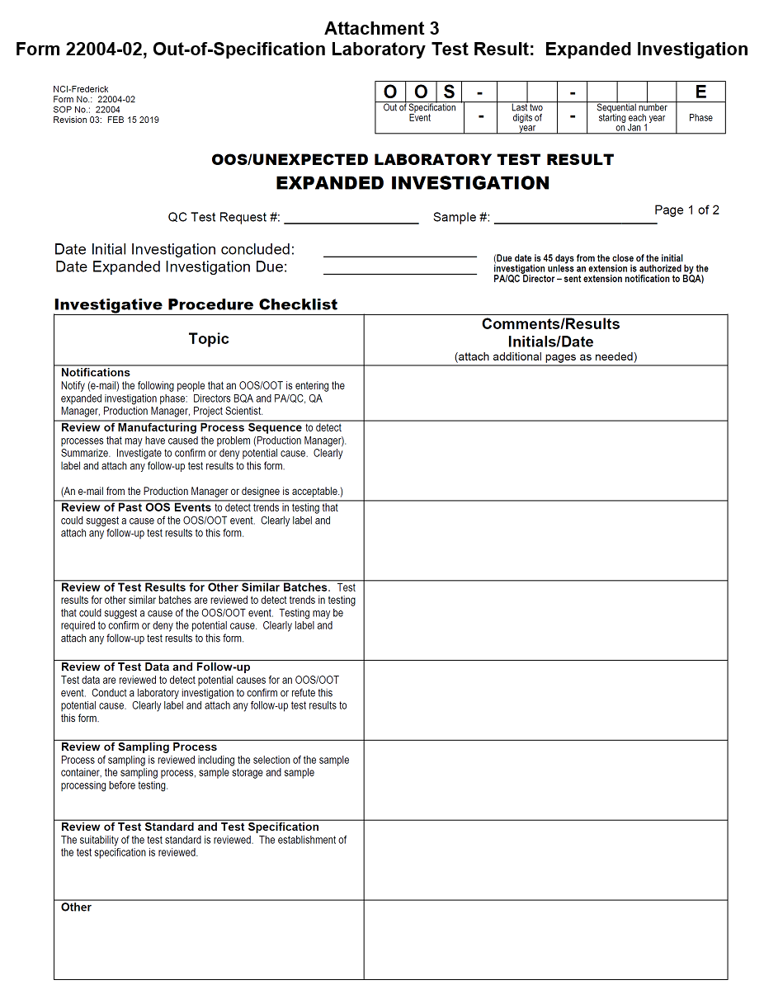 Attachment 3
Form 22004-02, Out-of-Specification Laboratory Test Result:  Expanded Investigation
NCI-Frederick
Form No.:  22004-02
SOP No.:  22004
Revision 03:  FEB 15 2019
O O S - - E
Out of Specification Event - Last two digits of year - Sequential number starting each year on Jan 1 Phase
OOS/UNEXPECTED LABORATORY TEST RESULT
EXPANDED INVESTIGATION
Page 1 of 2
QC Test Request #: ____________________ Sample #: ________________________
Date Initial Investigation concluded: ______________________
Date Expanded Investigation Due: ______________________
(Due date is 45 days from the close of the initial
investigation unless an extension is authorized by the
PA/QC Director – sent extension notification to BQA)
Investigative Procedure Checklist
Topic
Comments/Results
Initials/Date
(attach additional pages as needed)
Notifications
Notify (e-mail) the following people that an OOS/OOT is entering the
expanded investigation phase:  Directors BQA and PA/QC, QA
Manager, Production Manager, Project Scientist.
Review of Manufacturing Process Sequence to detect
processes that may have caused the problem (Production Manager).
Summarize.  Investigate to confirm or deny potential cause.  Clearly
label and attach any follow-up test results to this form.
(An e-mail from the Production Manager or designee is acceptable.)
Review of Past OOS Events to detect trends in testing that
could suggest a cause of the OOS/OOT event.  Clearly label and
attach any follow-up test results to this form.
Review of Test Results for Other Similar Batches.  Test
results for other similar batches are reviewed to detect trends in testing
that could suggest a cause of the OOS/OOT event.  Testing may be
required to confirm or deny the potential cause.  Clearly label and
attach any follow-up test results to this form.
Review of Test Data and Follow-up
Test data are reviewed to detect potential causes for an OOS/OOT
event.  Conduct a laboratory investigation to confirm or refute this
potential cause.  Clearly label and attach any follow-up test results to
this form.
Review of Sampling Process
Process of sampling is reviewed including the selection of the sample
container, the sampling process, sample storage and sample
processing before testing.
Review of Test Standard and Test Specification
The suitability of the test standard is reviewed.  The establishment of
the test specification is reviewed.
Other